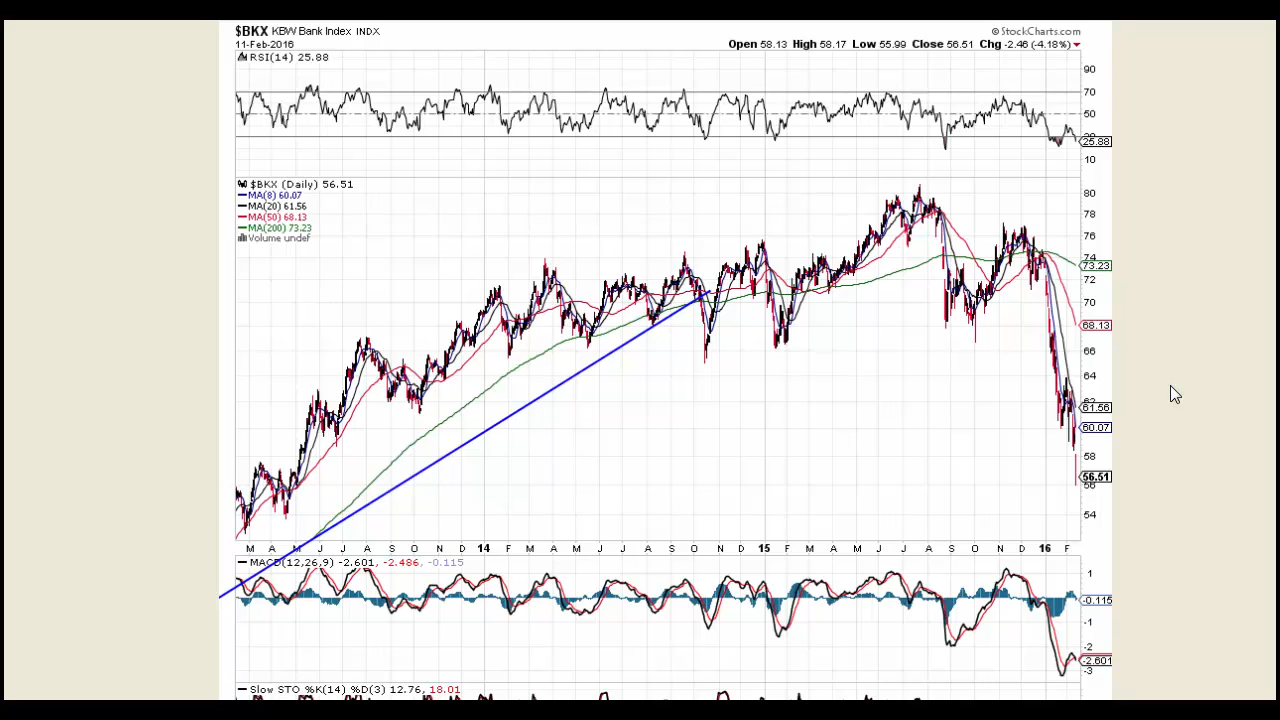 $BKX KBW Bank Index INDX © StockCharts.com
11-Feb-2016 Open 58.13 High 58.17 Low 55.99 Close 56.51 Chg -2.46 (-4.18%)
RSI(14) 25.88
90
70
50
30
25.88
10
$BKX (Daily) 56.51
MA(8) 60.07
MA(20) 61.56
MA(50) 68.13
MA(200) 73.23
Volume undef
80
78
76
74
73.23
72
70
68.13
66
64
62
61.56
60.07
58
56.51
56
54
M A M J J A S O N D 14 F M A M J J A S O N D 15 F M A M J J A S O N D 16 F
MACD(12,26,9) -2.601, -2.486, -0.115
1
-0.115
-1
-2
-2.601
-3
Slow STO %K(14) %D(3) 12.76, 18.01